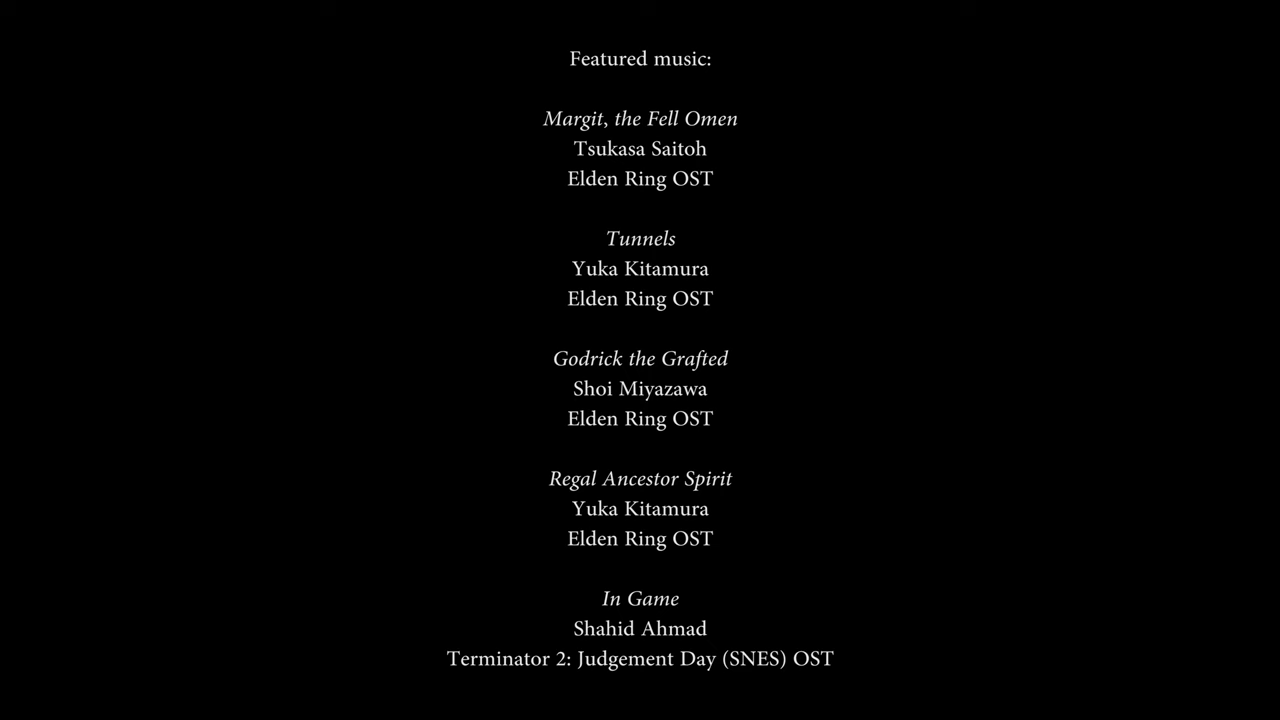 Featured music:
Margit, the Fell Omen
Tsukasa Saitoh
Elden Ring OST
Tunnels
Yuka Kitamura
Elden Ring OST
Godrick the Grafted
Shoi Miyazawa
Elden Ring OST
Regal Ancestor Spirit
Yuka Kitamura
Elden Ring OST
In Game
Shahid Ahmad
Terminator 2: Judgement Day (SNES) OST